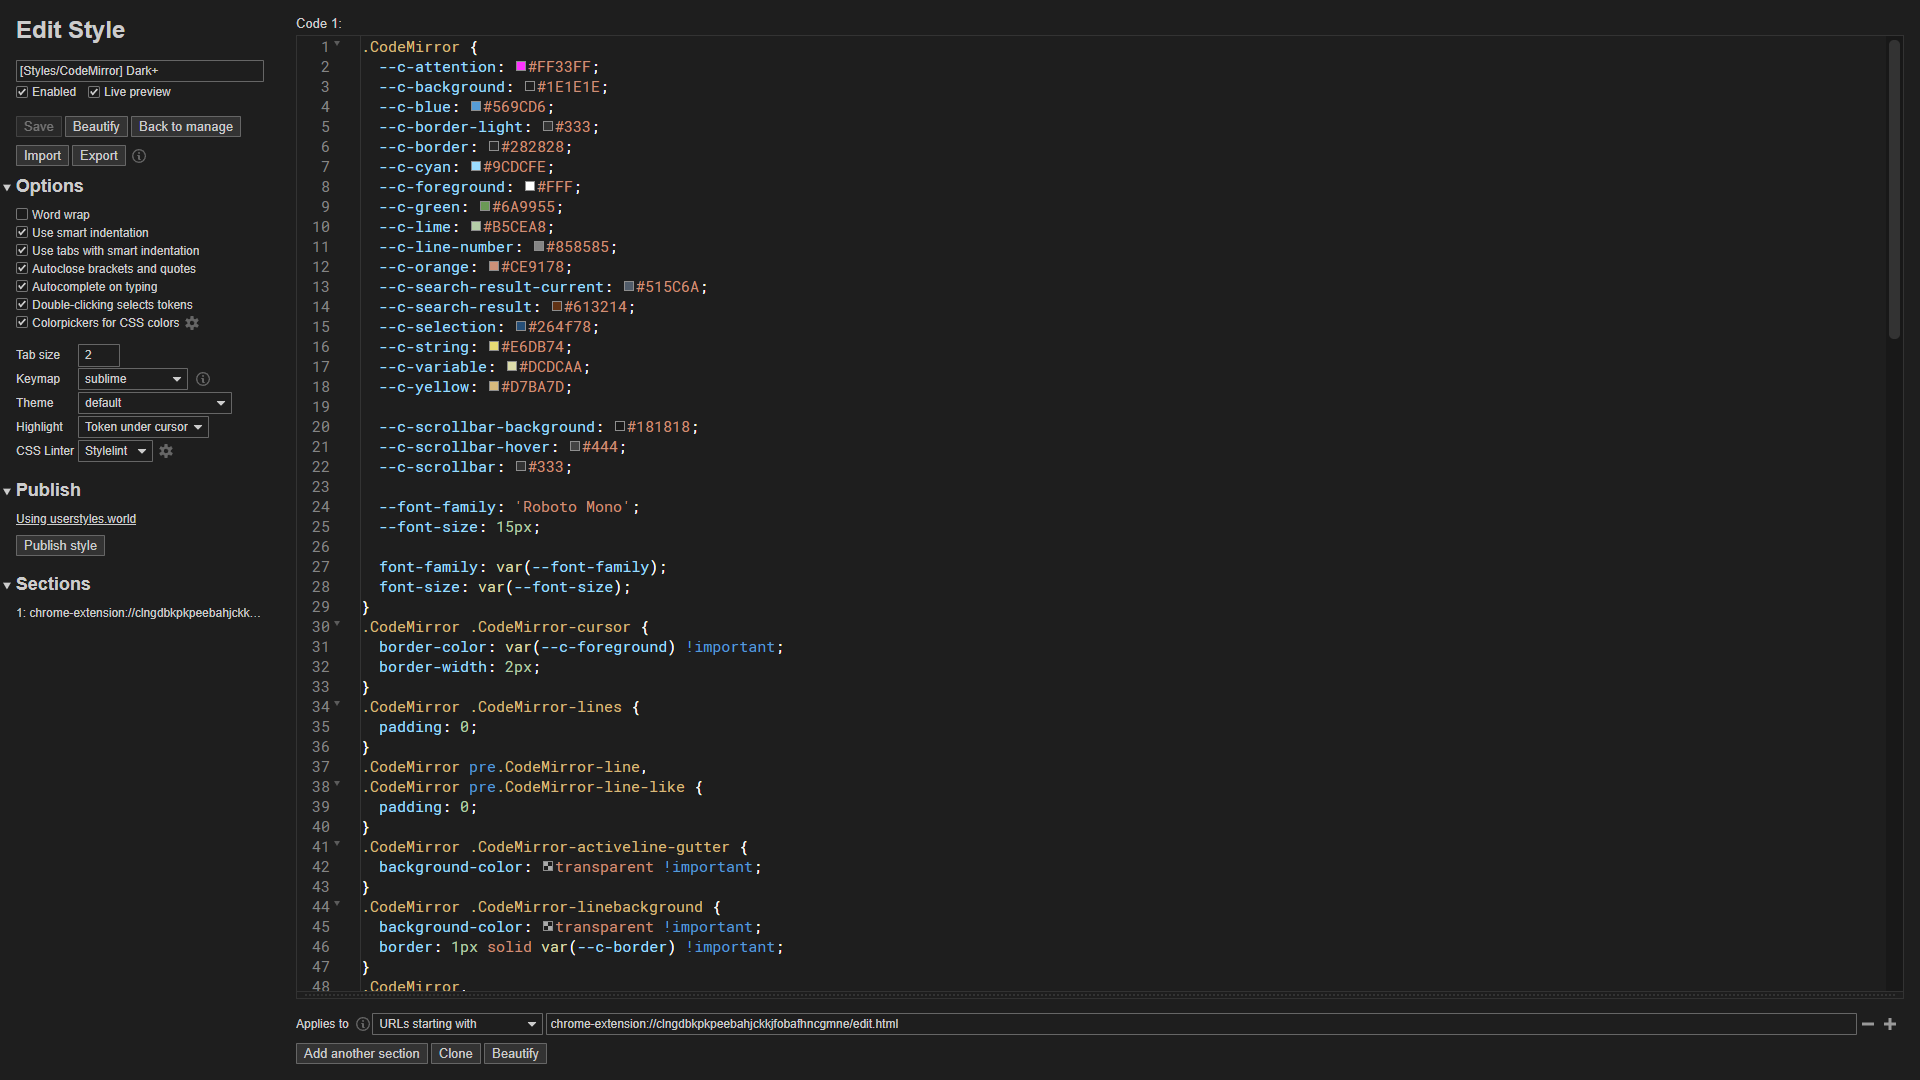 Edit Style
[Styles/CodeMirror] Dark+
Enabled Live preview
Save Beautify Back to manage
Import Export
Options
Word wrap
Use smart indentation
Use tabs with smart indentation
Autoclose brackets and quotes
Autocomplete on typing
Double-clicking selects tokens
Colorpickers for CSS colors
Tab size 2
Keymap sublime
Theme default
Highlight Token under cursor
CSS Linter Stylelint
Publish
Using userstyles.world
Publish style
Sections
1: chrome-extension://clngdbkpkpeebahjckk...
Code 1:
1 .CodeMirror {
2 --c-attention: #FF33FF;
3 --c-background: #1E1E1E;
4 --c-blue: #569CD6;
5 --c-border-light: #333;
6 --c-border: #282828;
7 --c-cyan: #9CDCFE;
8 --c-foreground: #FFF;
9 --c-green: #6A9955;
10 --c-lime: #B5CEA8;
11 --c-line-number: #858585;
12 --c-orange: #CE9178;
13 --c-search-result-current: #515C6A;
14 --c-search-result: #613214;
15 --c-selection: #264f78;
16 --c-string: #E6DB74;
17 --c-variable: #DCDCAA;
18 --c-yellow: #D7BA7D;
19
20 --c-scrollbar-background: #181818;
21 --c-scrollbar-hover: #444;
22 --c-scrollbar: #333;
23
24 --font-family: 'Roboto Mono';
25 --font-size: 15px;
26
27 font-family: var(--font-family);
28 font-size: var(--font-size);
29 }
30 .CodeMirror .CodeMirror-cursor {
31 border-color: var(--c-foreground) !important;
32 border-width: 2px;
33 }
34 .CodeMirror .CodeMirror-lines {
35 padding: 0;
36 }
37 .CodeMirror pre.CodeMirror-line,
38 .CodeMirror pre.CodeMirror-line-like {
39 padding: 0;
40 }
41 .CodeMirror .CodeMirror-activeline-gutter {
42 background-color: transparent !important;
43 }
44 .CodeMirror .CodeMirror-linebackground {
45 background-color: transparent !important;
46 border: 1px solid var(--c-border) !important;
47 }
48 .CodeMirror,
Applies to URLs starting with chrome-extension://clngdbkpkpeebahjckkjfobafhncgmne/edit.html
Add another section Clone Beautify